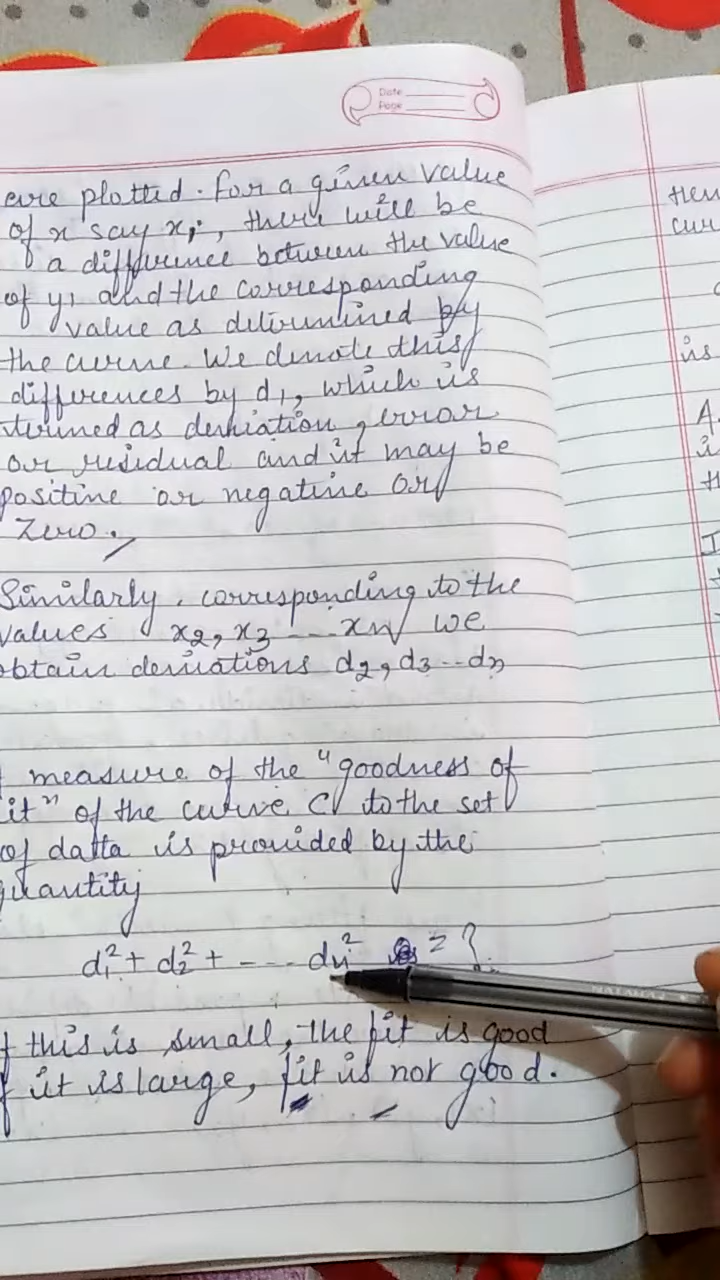 Date
Page
are plotted. For a given value
of x say x1, there will be
a difference between the value
of y1 and the corresponding
value as determined by
the curve. We denote this
differences by d1, which is
termed as deviation, error
or residual and it may be
positive or negative or
Zero.
Similarly, corresponding to the
values x2, x3 --- xn we
obtain deviations d2, d3 -- dn
measure of the "goodness of
fit" of the curve C to the set
of datta is provided by the
quantity
d1² + d2² + --- dn² = ?
if this is small, the fit is good
if it is large, fit is not good.
Hen
cur
is
A.